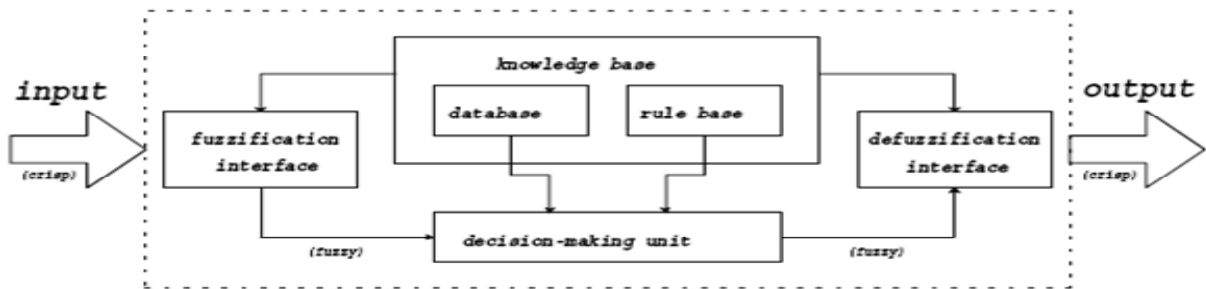 knowledge base
input
output
database
rule base
fuzzification
interface
defuzzification
interface
(crisp)
(crisp)
decision-making unit
(fuzzy)
(fuzzy)